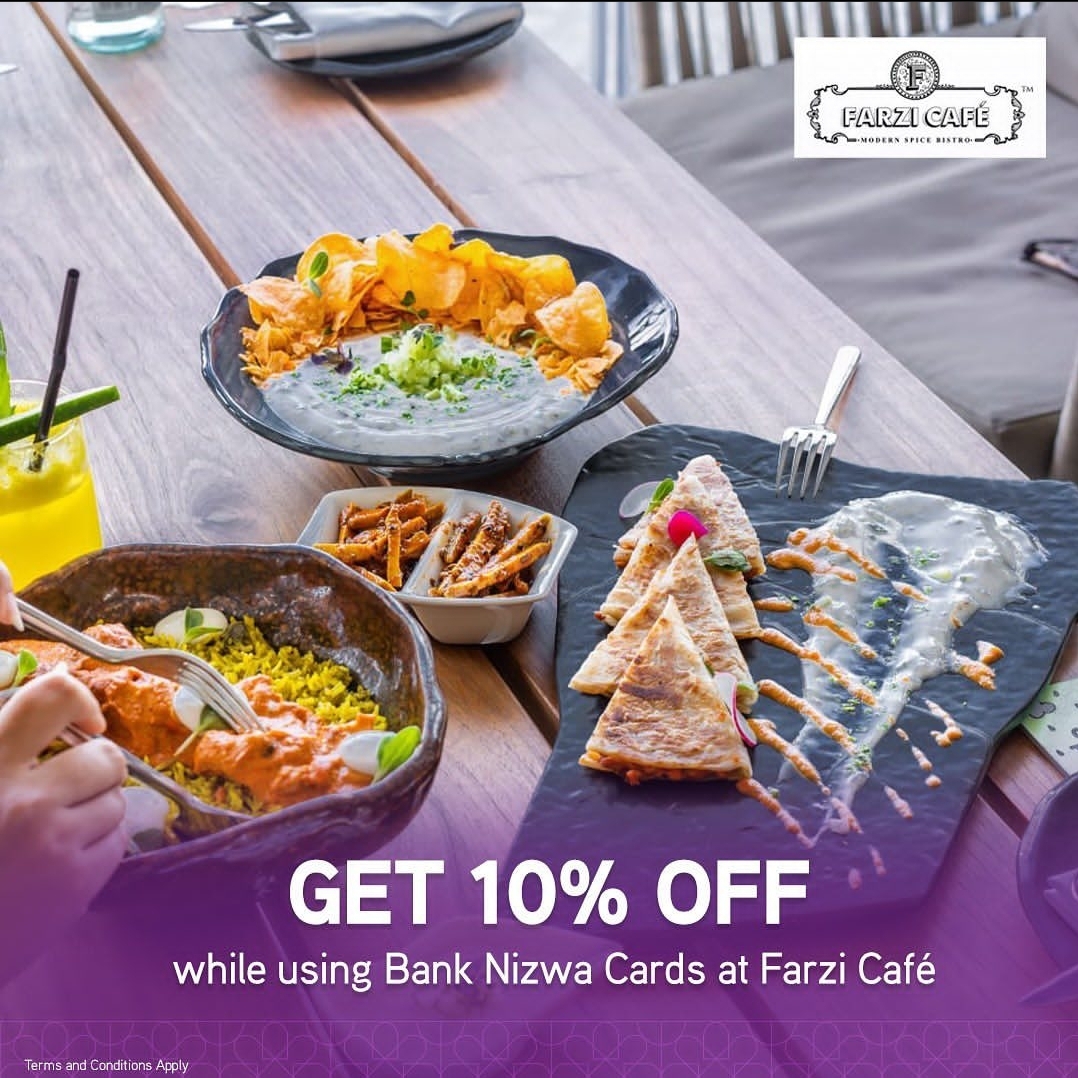 F
FARZI CAFÉ
TM
·MODERN SPICE BISTRO·
GET 10% OFF
while using Bank Nizwa Cards at Farzi Café
Terms and Conditions Apply